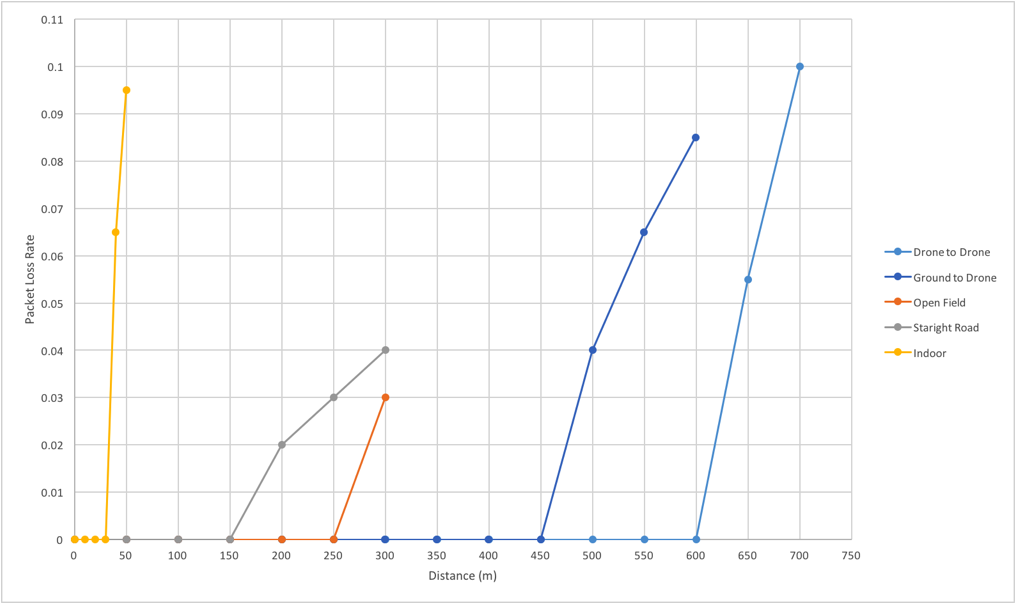 0.11
0.1
0.09
0.08
0.07
0.06
0.05
0.04
0.03
0.02
0.01
0
Packet Loss Rate
0 50 100 150 200 250 300 350 400 450 500 550 600 650 700 750
Distance (m)
Drone to Drone
Ground to Drone
Open Field
Staright Road
Indoor